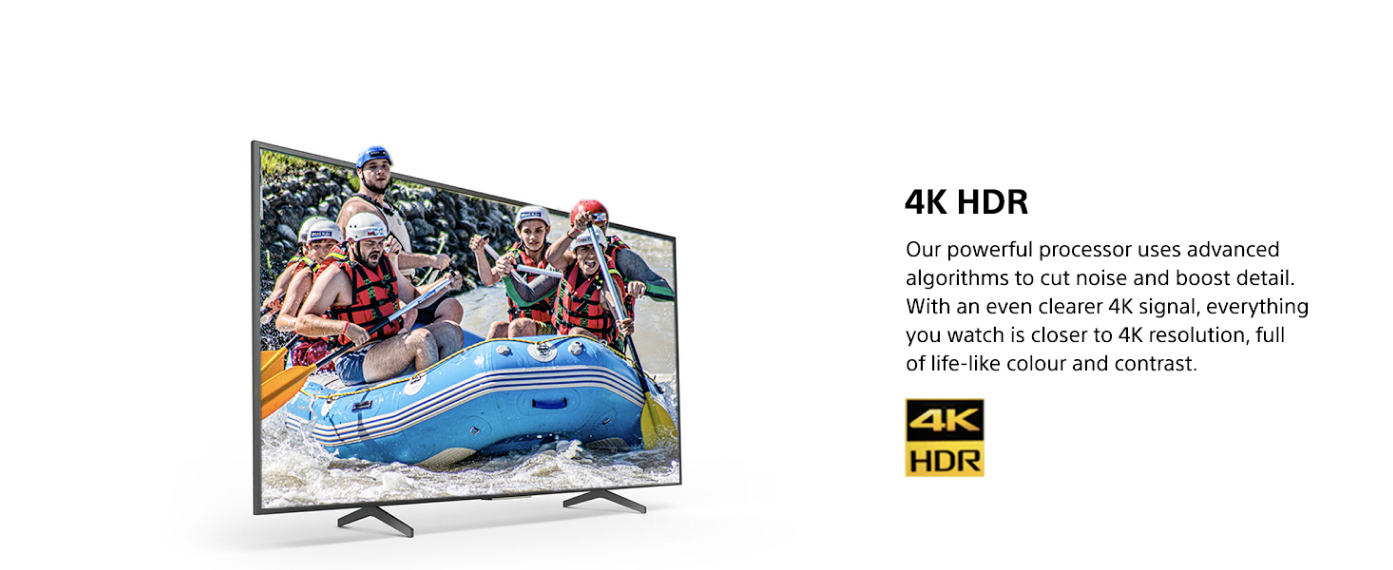 4K HDR
Our powerful processor uses advanced
algorithms to cut noise and boost detail.
With an even clearer 4K signal, everything
you watch is closer to 4K resolution, full
of life-like colour and contrast.
4K
HDR